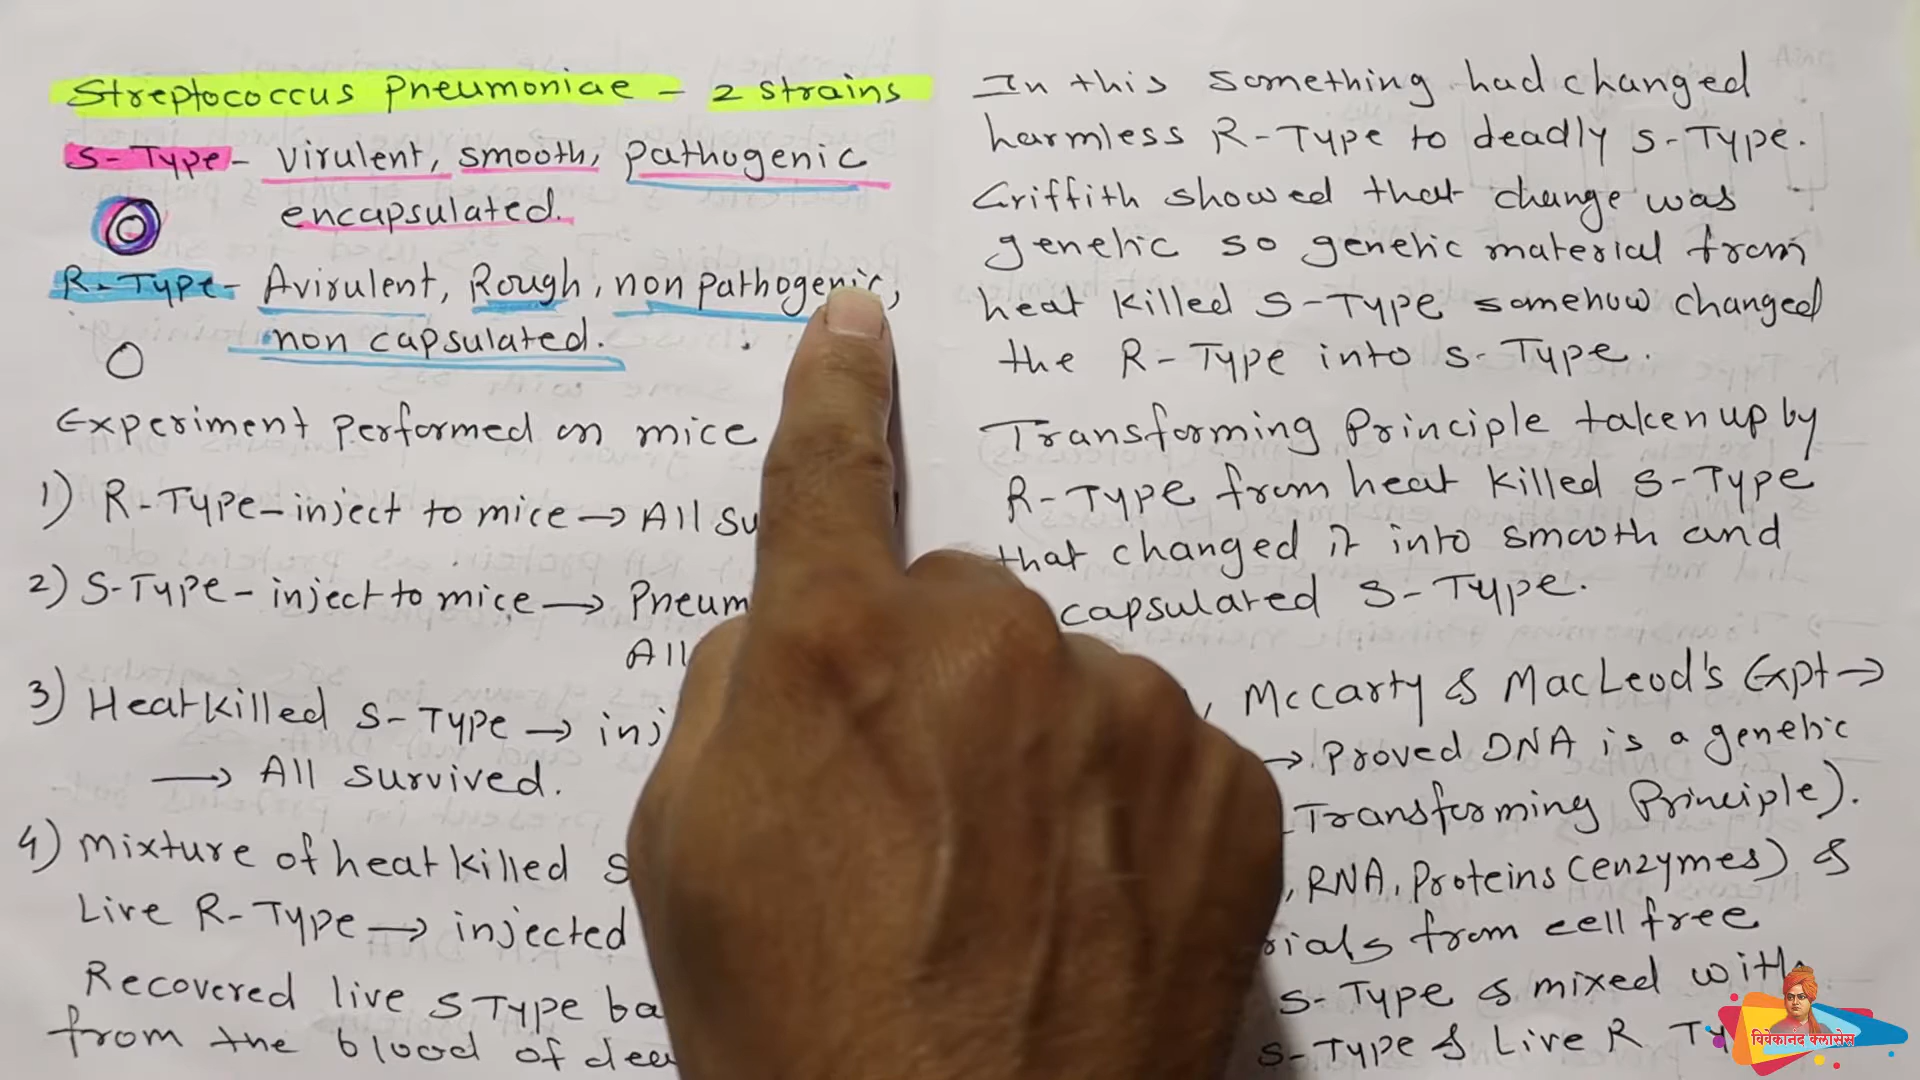 Streptococcus Pneumoniae - 2 strains
S-Type - virulent, smooth, pathogenic
encapsulated.
R-Type - Avirulent, Rough, non pathogenic,
non capsulated.
Experiment performed on mice
1) R-Type - inject to mice → All
2) S-Type - inject to mice →
All
3) Heat killed S-Type →
→ All survived.
4) Mixture of heat killed S
Live R-Type → injected
Recovered live S Type
from the blood of
In this something had changed
harmless R-Type to deadly S-Type.
Griffith showed that change was
genetic so genetic material from
heat killed S-Type somehow changed
the R-Type into S-Type.
Transforming Principle taken up by
R-Type from heat killed S-Type
that changed it into smooth and
capsulated S-Type.
, McCarty & MacLeod's Expt →
→ Proved DNA is a genetic
Transforming Principle).
, RNA, Proteins (enzymes) &
from cell free
S-Type & mixed with
S-Type & Live R
विवेकानंद क्लासेस